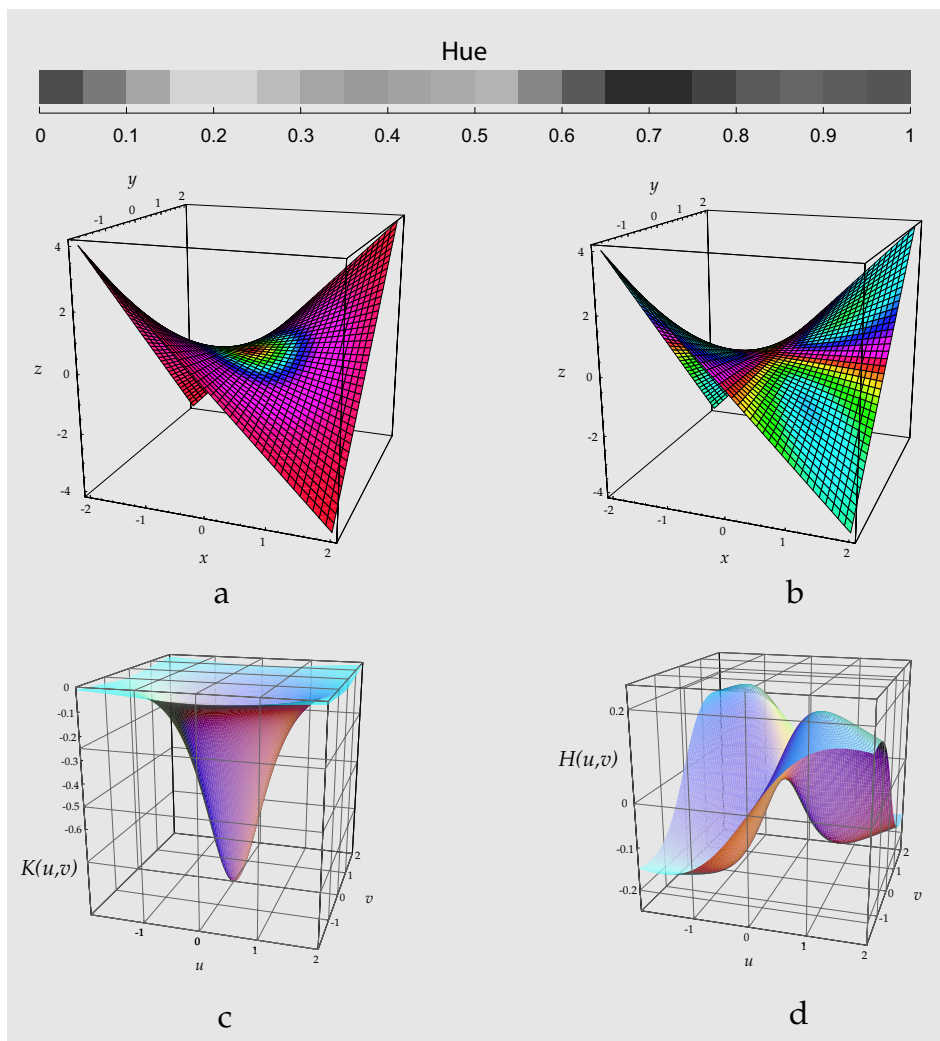 Hue
0 0.1 0.2 0.3 0.4 0.5 0.6 0.7 0.8 0.9 1
y
-1 0 1 2
4
2
z
0
-2
-4
-2 -1 0 1 2
x
a
y
-1 0 1 2
4
2
z
0
-2
-4
-2 -1 0 1 2
x
b
0
-0.1
-0.2
-0.3
-0.4
-0.5
-0.6
K(u,v)
-1 0 1 2
u
-1 0 1 2
v
c
0.2
H(u,v)
0
-0.1
-0.2
-1 0 1 2
u
-1 0 1 2
v
d